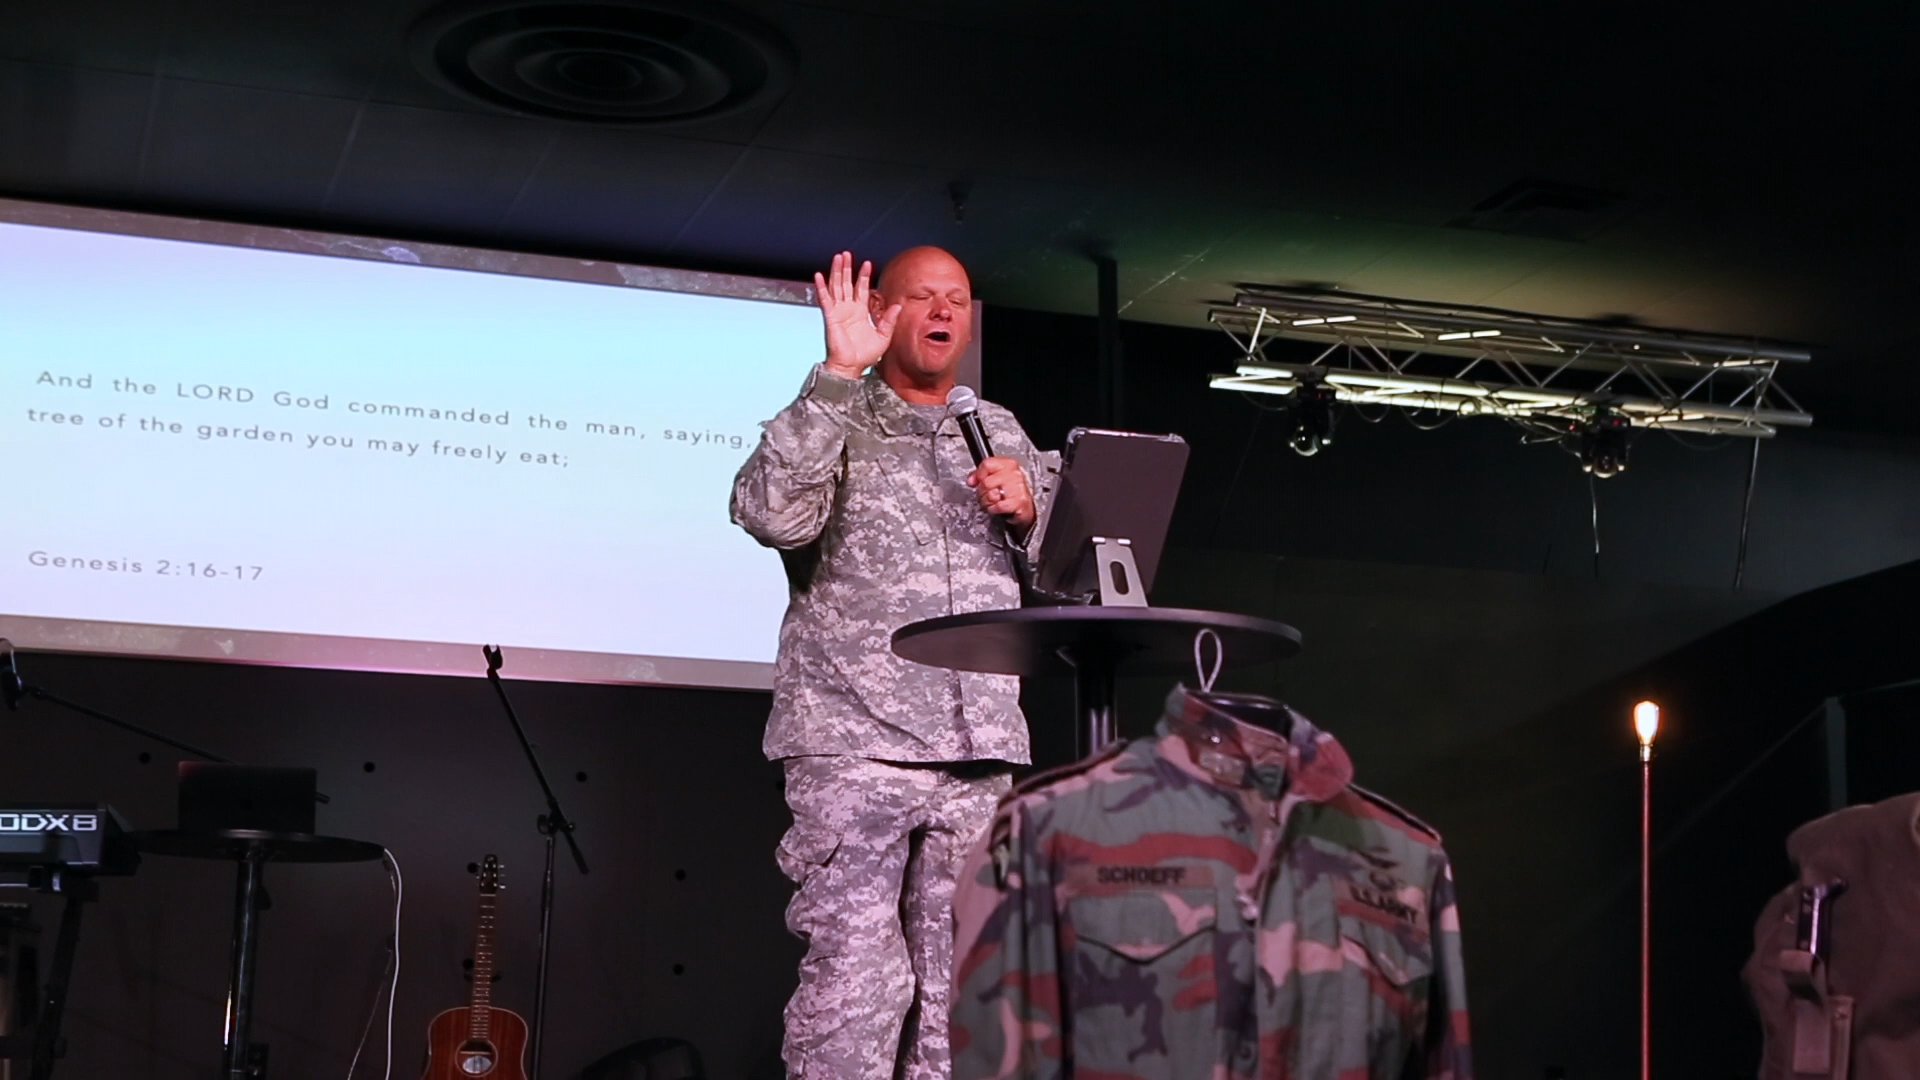 And the LORD God commanded the man, saying,
tree of the garden you may freely eat;
Genesis 2:16-17
ODX8
SCHOEFF
U.S. ARMY